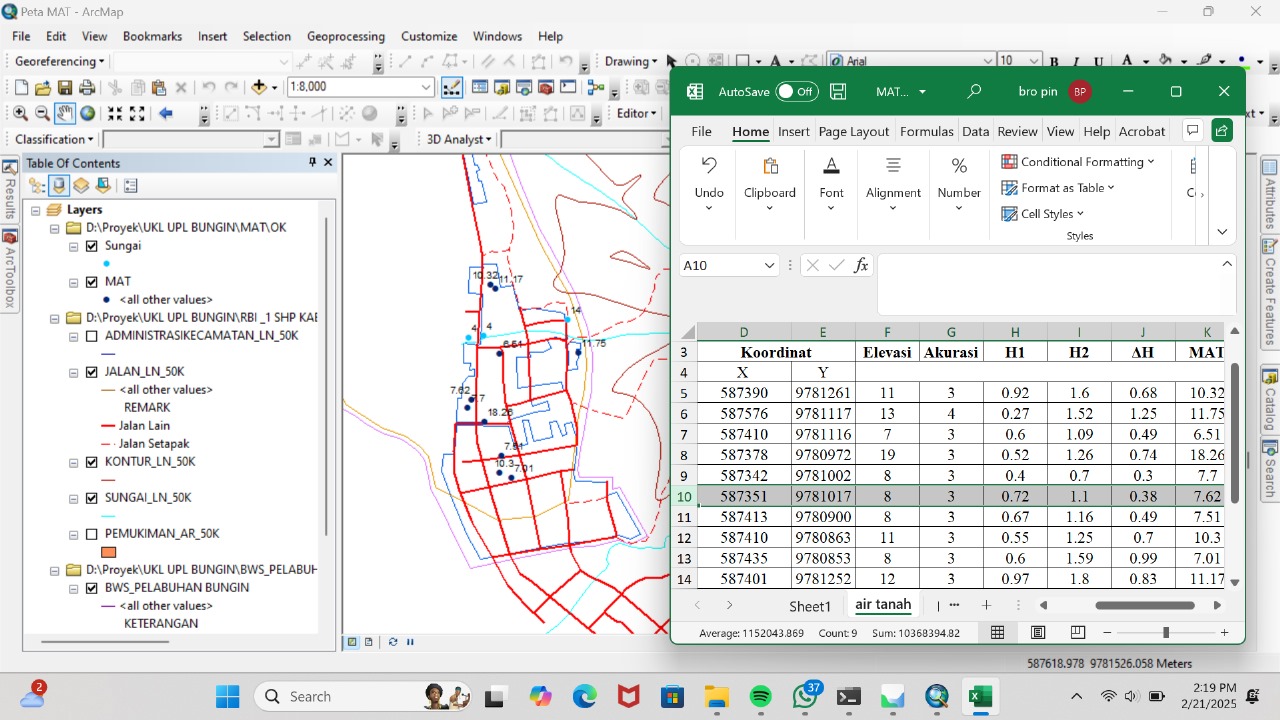 Peta MAT - ArcMap
File Edit View Bookmarks Insert Selection Geoprocessing Customize Windows Help
Georeferencing
Drawing
Arial
10
B I U A
1:8,000
Editor
Classification
3D Analyst
Table Of Contents
Results
ArcToolbox
Layers
D:\Proyek\UKL UPL BUNGIN\MAT\OK
Sungai
MAT
<all other values>
D:\Proyek\UKL UPL BUNGIN\RBI _1 SHP KAE
ADMINISTRASIKECAMATAN_LN_50K
JALAN_LN_50K
<all other values>
REMARK
Jalan Lain
Jalan Setapak
KONTUR_LN_50K
SUNGAI_LN_50K
PEMUKIMAN_AR_50K
D:\Proyek\UKL UPL BUNGIN\BWS_PELABUH
BWS_PELABUHAN BUNGIN
<all other values>
KETERANGAN
10.32
11.17
14
4
4
6.51
11.75
7.62
7.7
18.26
7.51
10.3
7.01
AutoSave Off MAT... bro pin BP
File Home Insert Page Layout Formulas Data Review View Help Acrobat
Undo Clipboard Font Alignment Number
Conditional Formatting
Format as Table
Cell Styles
Styles
A10 fx
D E F G H I J K
3 Koordinat Elevasi Akurasi H1 H2 ΔH MAT
4 X Y
5 587390 9781261 11 3 0.92 1.6 0.68 10.32
6 587576 9781117 13 4 0.27 1.52 1.25 11.75
7 587410 9781116 7 3 0.6 1.09 0.49 6.51
8 587378 9780972 19 3 0.52 1.26 0.74 18.26
9 587342 9781002 8 3 0.4 0.7 0.3 7.7
10 587351 9781017 8 3 0.72 1.1 0.38 7.62
11 587413 9780900 8 3 0.67 1.16 0.49 7.51
12 587410 9780863 11 3 0.55 1.25 0.7 10.3
13 587435 9780853 8 3 0.6 1.59 0.99 7.01
14 587401 9781252 12 3 0.97 1.8 0.83 11.17
Sheet1 air tanah
Average: 1152043.869 Count: 9 Sum: 10368394.82
Attributes
Create Features
Catalog
Search
587618.978 9781526.058 Meters
2
Search
37
2:19 PM
2/21/2025